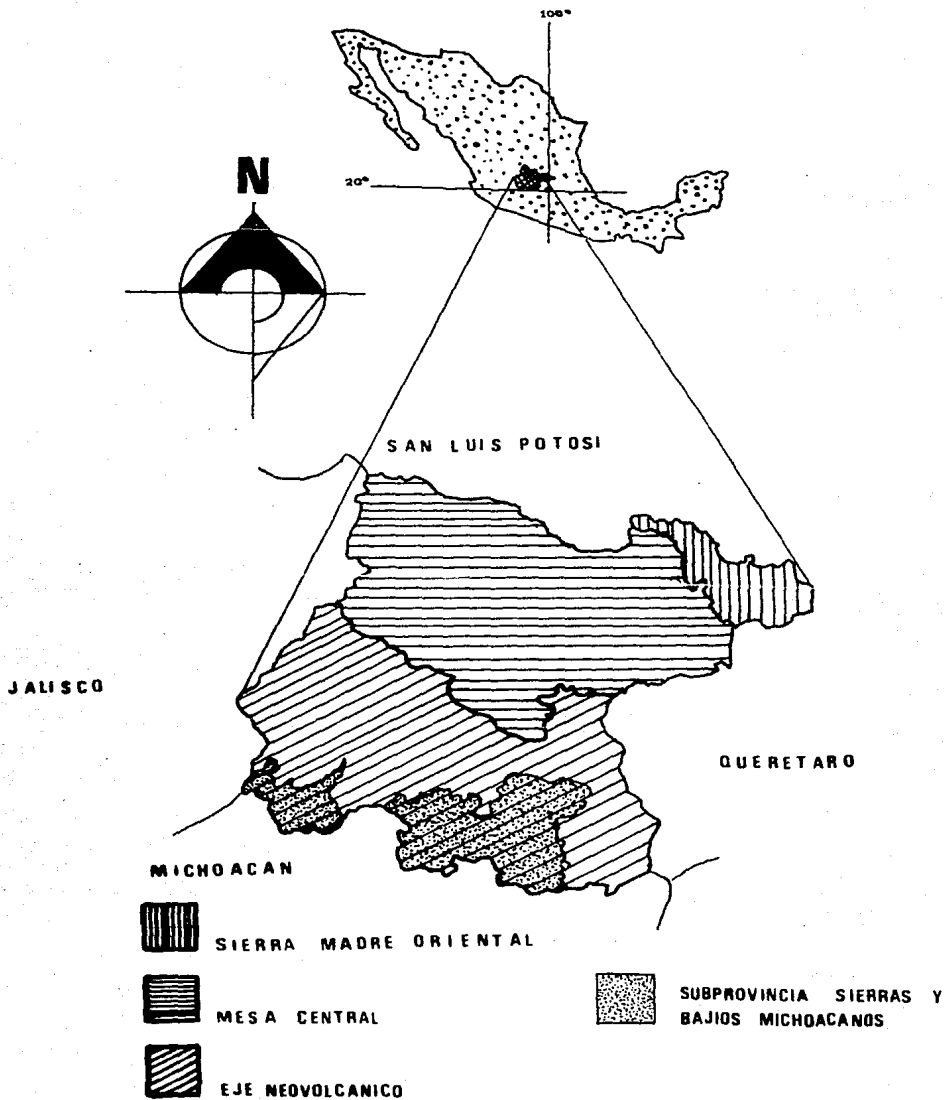 100°
20°
N
SAN LUIS POTOSI
JALISCO
QUERETARO
MICHOACAN
SIERRA MADRE ORIENTAL
MESA CENTRAL
EJE NEOVOLCANICO
SUBPROVINCIA SIERRAS Y
BAJIOS MICHOACANOS